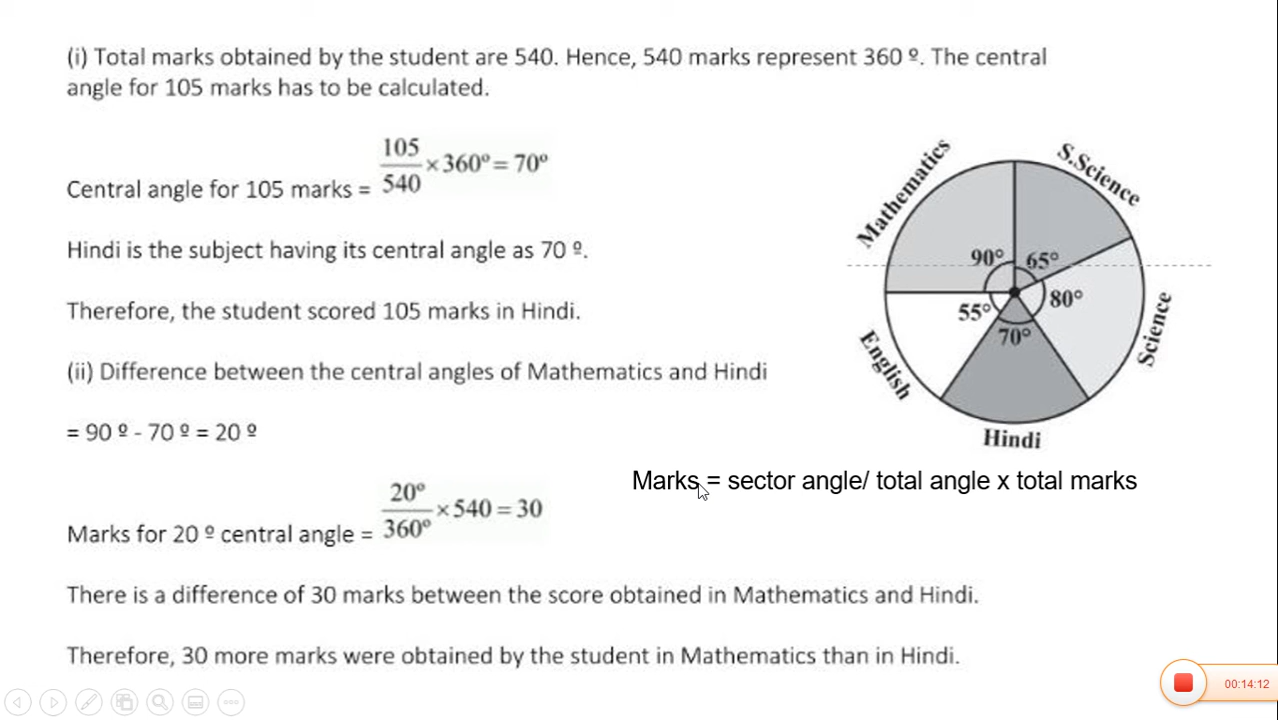 (i) Total marks obtained by the student are 540. Hence, 540 marks represent 360 º. The central
angle for 105 marks has to be calculated.
Central angle for 105 marks = 105/540 × 360º = 70º
Hindi is the subject having its central angle as 70 º.
Therefore, the student scored 105 marks in Hindi.
(ii) Difference between the central angles of Mathematics and Hindi
= 90 º - 70 º = 20 º
Marks for 20 º central angle = 20º/360º × 540 = 30
There is a difference of 30 marks between the score obtained in Mathematics and Hindi.
Therefore, 30 more marks were obtained by the student in Mathematics than in Hindi.
Mathematics
S.Science
90°
65°
55°
80°
70°
English
Science
Hindi
Marks = sector angle/ total angle x total marks
00:14:12